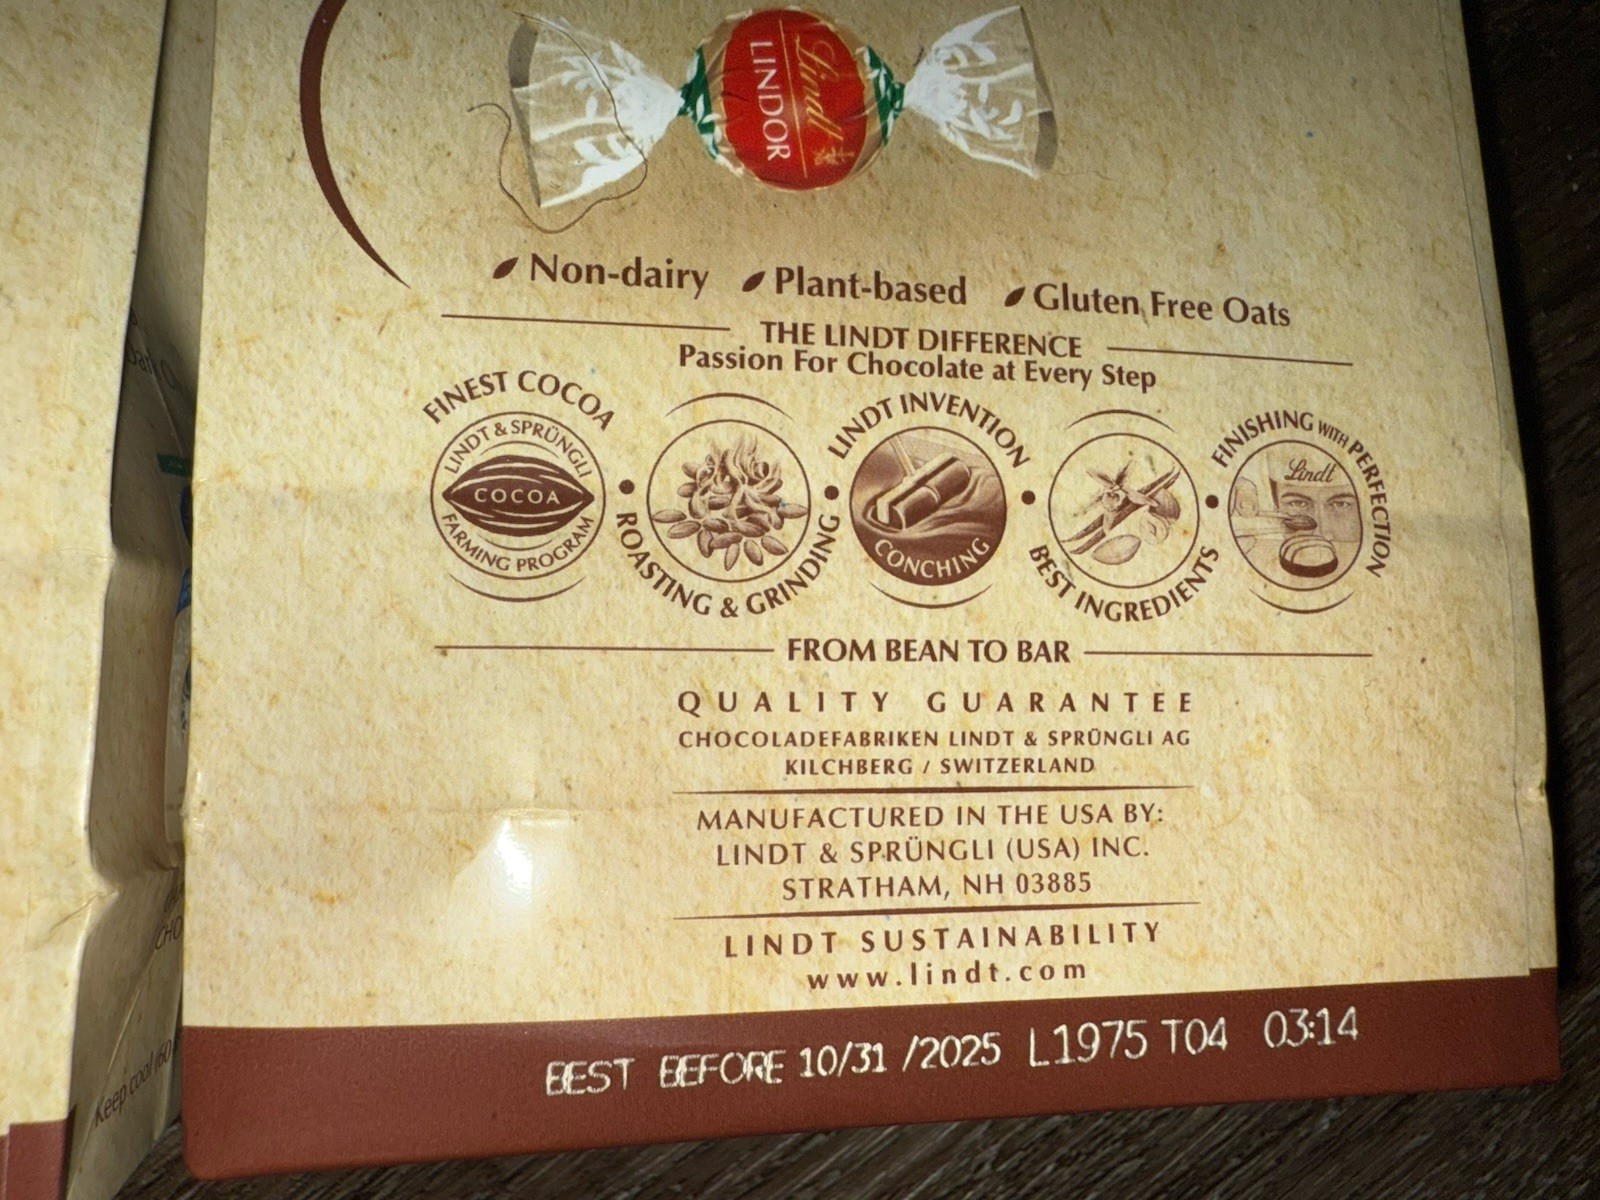 Lindt
LINDOR
Non-dairy Plant-based Gluten Free Oats
THE LINDT DIFFERENCE
Passion For Chocolate at Every Step
FINEST COCOA
LINDT & SPRÜNGLI
COCOA
FARMING PROGRAM
ROASTING & GRINDING
LINDT INVENTION
CONCHING
BEST INGREDIENTS
FINISHING WITH PERFECTION
Lindt
FROM BEAN TO BAR
QUALITY GUARANTEE
CHOCOLADEFABRIKEN LINDT & SPRÜNGLI AG
KILCHBERG / SWITZERLAND
MANUFACTURED IN THE USA BY:
LINDT & SPRÜNGLI (USA) INC.
STRATHAM, NH 03885
LINDT SUSTAINABILITY
www.lindt.com
BEST BEFORE 10/31 /2025 L1975 T04 03:14
Keep cool (60